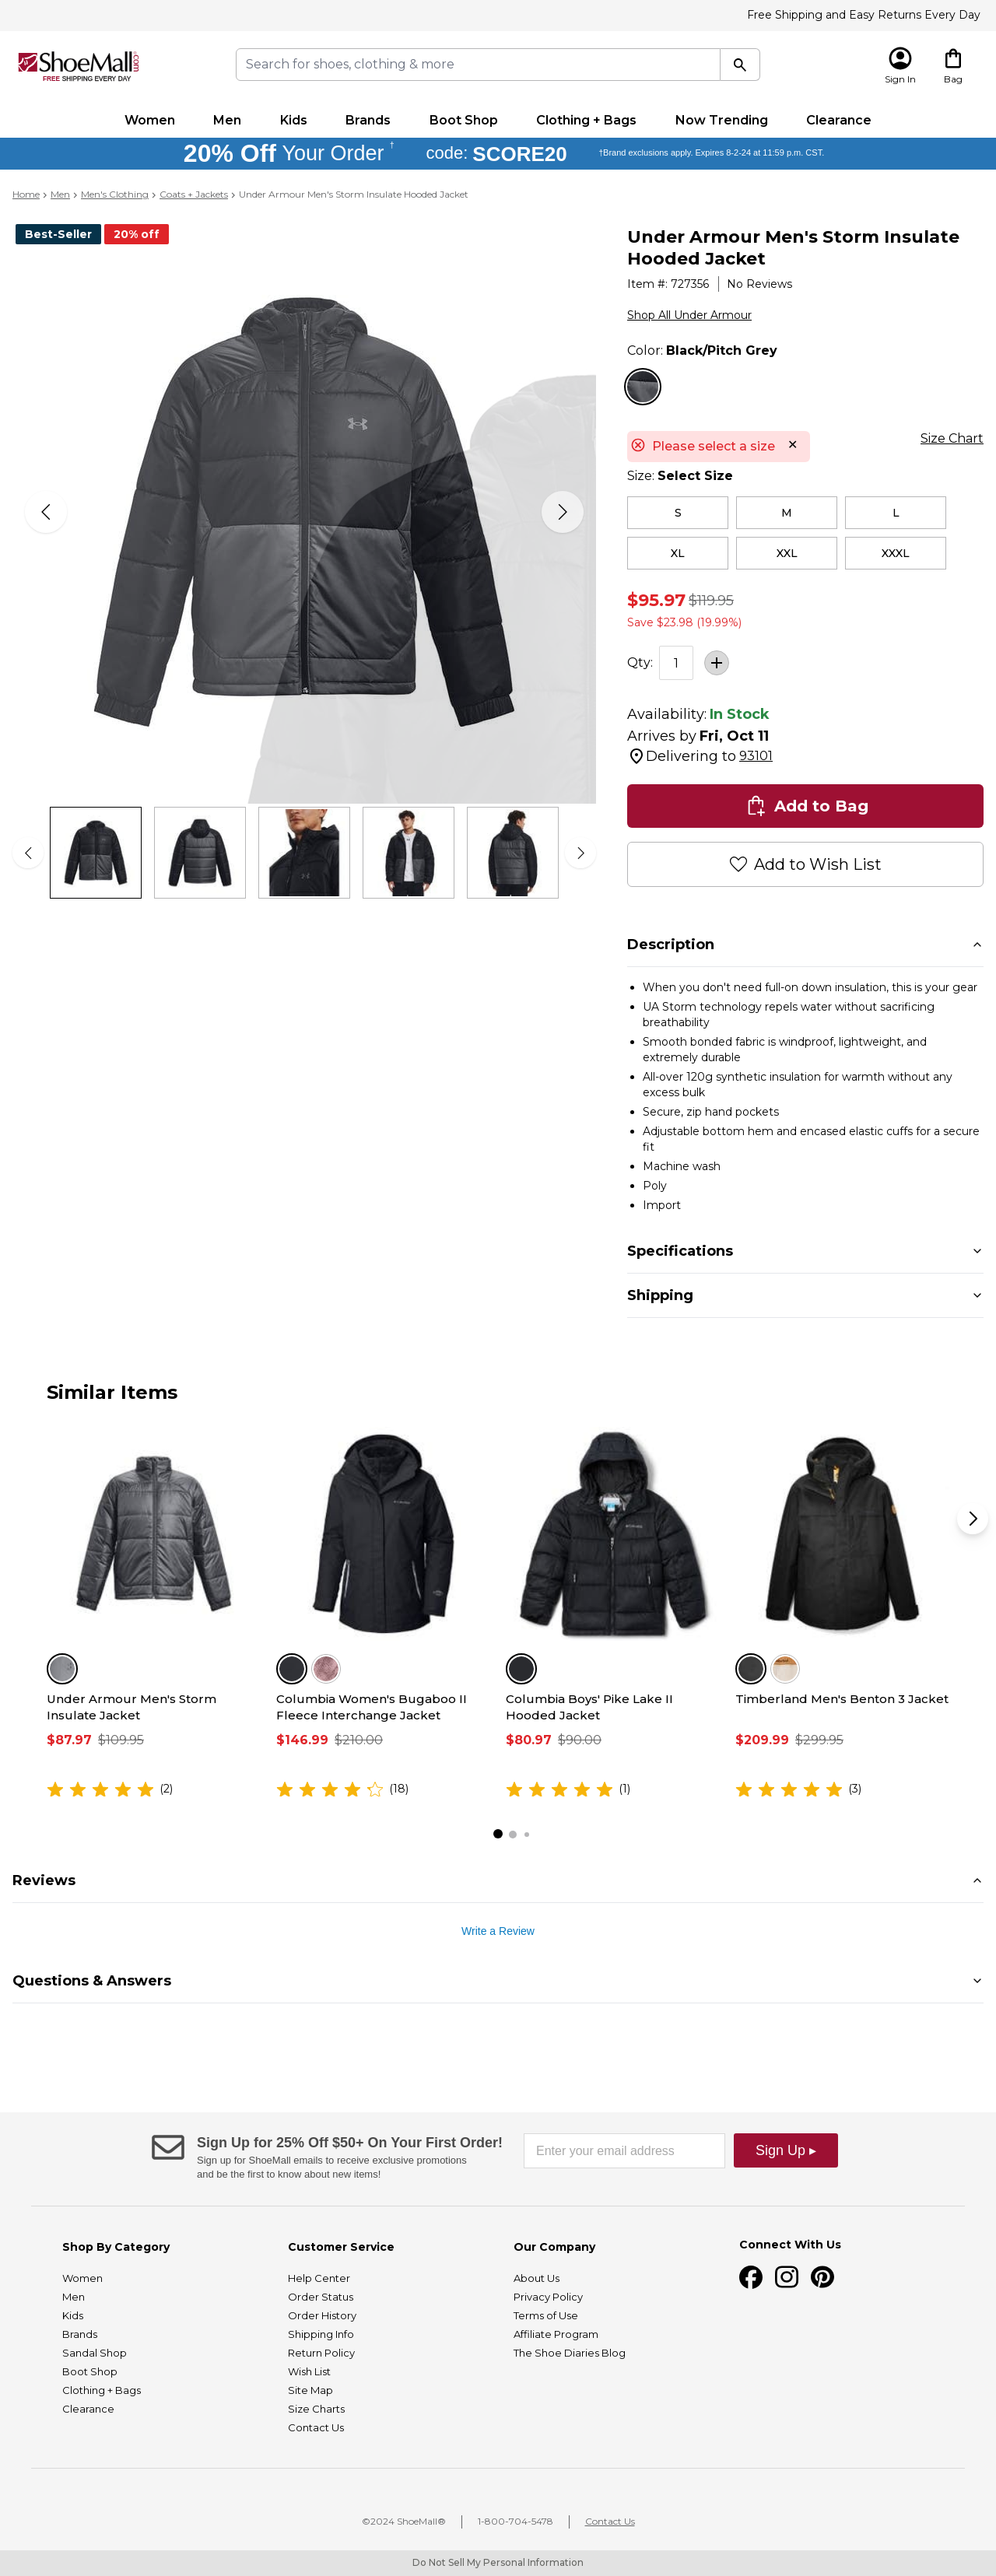 Free Shipping and Easy Returns Every Day
ShoeMall.com
FREE SHIPPING EVERY DAY
Search for shoes, clothing & more
Sign In
Bag
Women
Men
Kids
Brands
Boot Shop
Clothing + Bags
Now Trending
Clearance
20% Off Your Order † code: SCORE20 †Brand exclusions apply. Expires 8-2-24 at 11:59 p.m. CST.
Home > Men > Men's Clothing > Coats + Jackets > Under Armour Men's Storm Insulate Hooded Jacket
Best-Seller
20% off
Under Armour Men's Storm Insulate
Hooded Jacket
Item #: 727356 | No Reviews
Shop All Under Armour
Color: Black/Pitch Grey
Please select a size
Size Chart
Size: Select Size
S
M
L
XL
XXL
XXXL
$95.97 $119.95
Save $23.98 (19.99%)
Qty: 1
Availability: In Stock
Arrives by Fri, Oct 11
Delivering to 93101
Add to Bag
Add to Wish List
Description
• When you don't need full-on down insulation, this is your gear
• UA Storm technology repels water without sacrificing
breathability
• Smooth bonded fabric is windproof, lightweight, and
extremely durable
• All-over 120g synthetic insulation for warmth without any
excess bulk
• Secure, zip hand pockets
• Adjustable bottom hem and encased elastic cuffs for a secure
fit
• Machine wash
• Poly
• Import
Specifications
Shipping
Similar Items
Under Armour Men's Storm
Insulate Jacket
$87.97 $109.95
(2)
Columbia Women's Bugaboo II
Fleece Interchange Jacket
$146.99 $210.00
(18)
Columbia Boys' Pike Lake II
Hooded Jacket
$80.97 $90.00
(1)
Timberland Men's Benton 3 Jacket
$209.99 $299.95
(3)
Reviews
Write a Review
Questions & Answers
Sign Up for 25% Off $50+ On Your First Order!
Sign up for ShoeMall emails to receive exclusive promotions
and be the first to know about new items!
Enter your email address
Sign Up ▸
Shop By Category
Women
Men
Kids
Brands
Sandal Shop
Boot Shop
Clothing + Bags
Clearance
Customer Service
Help Center
Order Status
Order History
Shipping Info
Return Policy
Wish List
Site Map
Size Charts
Contact Us
Our Company
About Us
Privacy Policy
Terms of Use
Affiliate Program
The Shoe Diaries Blog
Connect With Us
©2024 ShoeMall® | 1-800-704-5478 | Contact Us
Do Not Sell My Personal Information